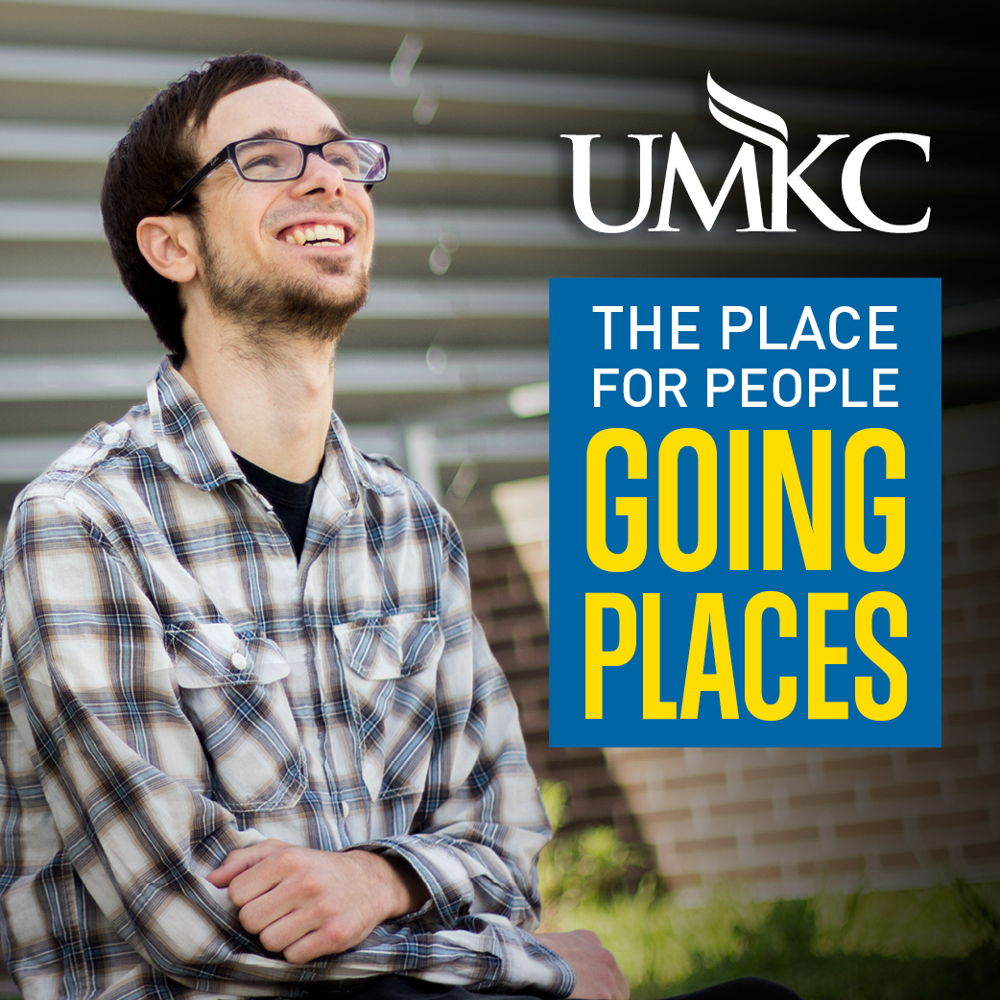 UMKC
THE PLACE
FOR PEOPLE
GOING
PLACES